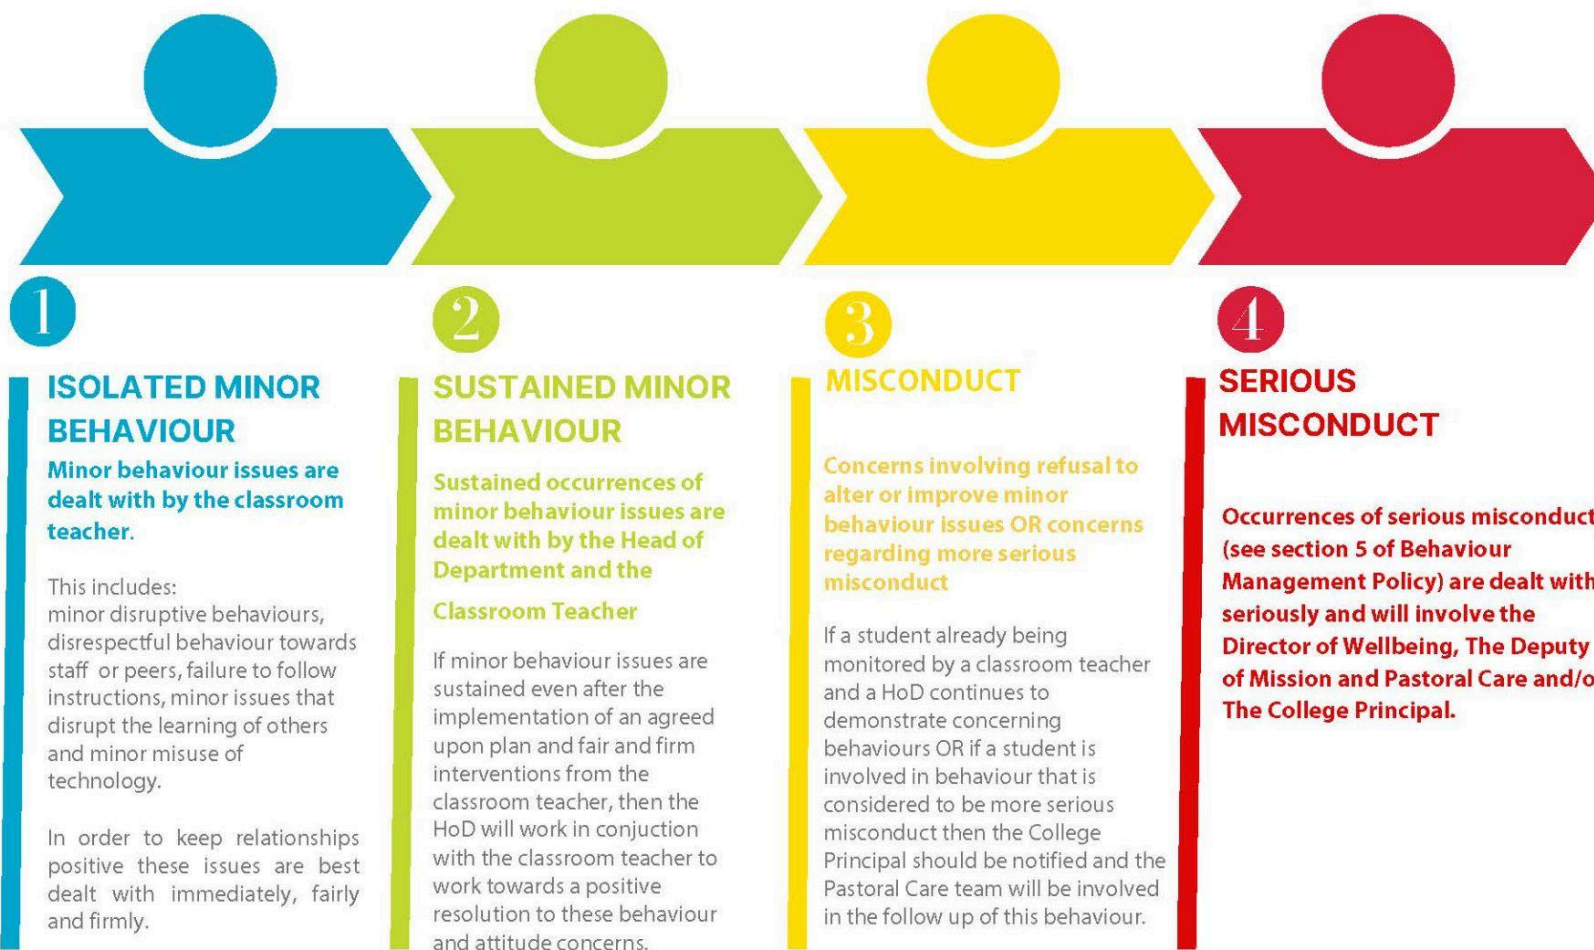 1
ISOLATED MINOR
BEHAVIOUR
Minor behaviour issues are
dealt with by the classroom
teacher.
This includes:
minor disruptive behaviours,
disrespectful behaviour towards
staff or peers, failure to follow
instructions, minor issues that
disrupt the learning of others
and minor misuse of
technology.
In order to keep relationships
positive these issues are best
dealt with immediately, fairly
and firmly.
2
SUSTAINED MINOR
BEHAVIOUR
Sustained occurrences of
minor behaviour issues are
dealt with by the Head of
Department and the
Classroom Teacher
If minor behaviour issues are
sustained even after the
implementation of an agreed
upon plan and fair and firm
interventions from the
classroom teacher, then the
HoD will work in conjuction
with the classroom teacher to
work towards a positive
resolution to these behaviour
and attitude concerns.
3
MISCONDUCT
Concerns involving refusal to
alter or improve minor
behaviour issues OR concerns
regarding more serious
misconduct
If a student already being
monitored by a classroom teacher
and a HoD continues to
demonstrate concerning
behaviours OR if a student is
involved in behaviour that is
considered to be more serious
misconduct then the College
Principal should be notified and the
Pastoral Care team will be involved
in the follow up of this behaviour.
4
SERIOUS
MISCONDUCT
Occurrences of serious misconduct
(see section 5 of Behaviour
Management Policy) are dealt with
seriously and will involve the
Director of Wellbeing, The Deputy
of Mission and Pastoral Care and/o
The College Principal.